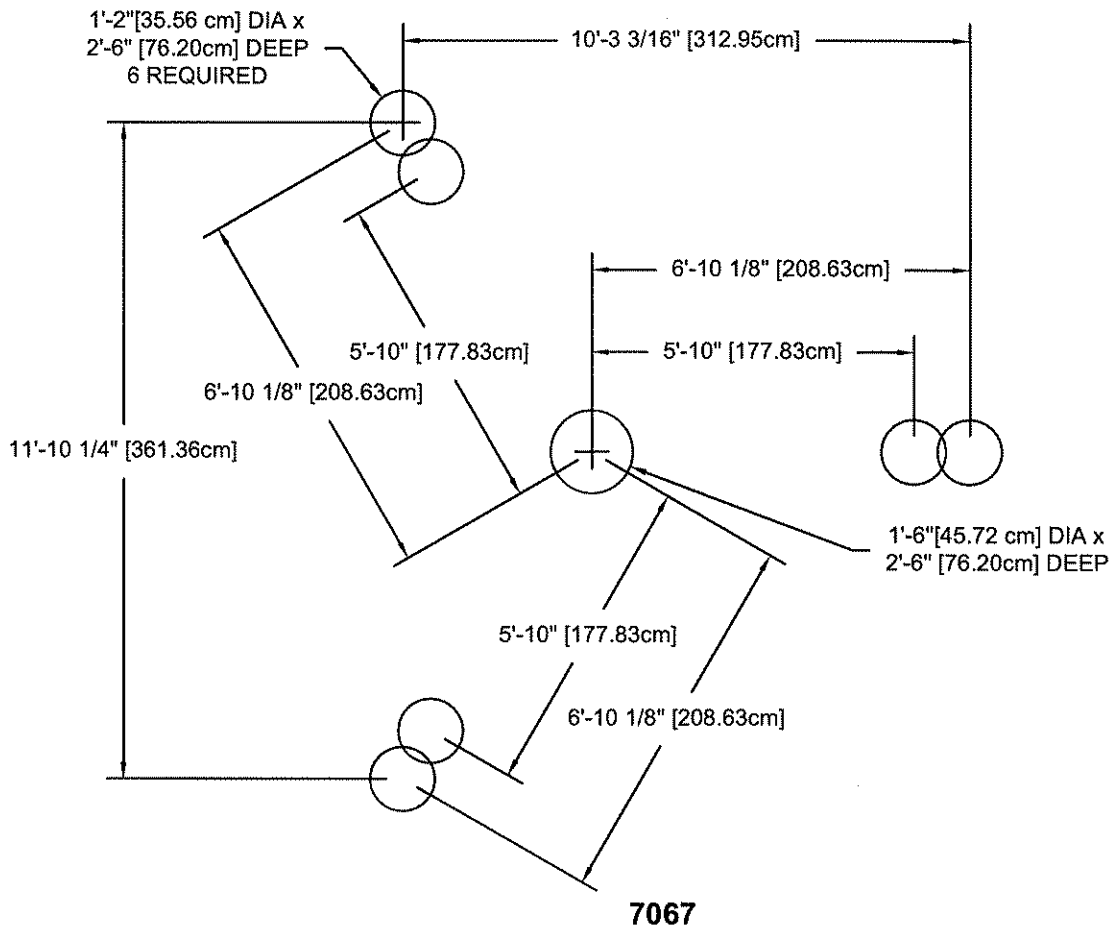 1'-2"[35.56 cm] DIA x
2'-6" [76.20cm] DEEP
6 REQUIRED
10'-3 3/16" [312.95cm]
6'-10 1/8" [208.63cm]
5'-10" [177.83cm]
5'-10" [177.83cm]
6'-10 1/8" [208.63cm]
11'-10 1/4" [361.36cm]
1'-6"[45.72 cm] DIA x
2'-6" [76.20cm] DEEP
5'-10" [177.83cm]
6'-10 1/8" [208.63cm]
7067